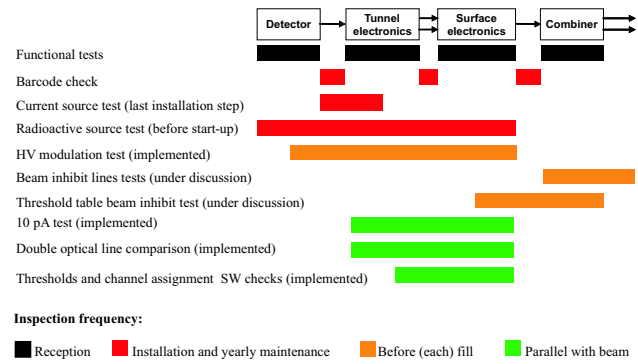 Detector
Tunnel
electronics
Surface
electronics
Combiner
Functional tests
Barcode check
Current source test (last installation step)
Radioactive source test (before start-up)
HV modulation test (implemented)
Beam inhibit lines tests (under discussion)
Threshold table beam inhibit test (under discussion)
10 pA test (implemented)
Double optical line comparison (implemented)
Thresholds and channel assignment SW checks (implemented)
Inspection frequency:
Reception Installation and yearly maintenance Before (each) fill Parallel with beam